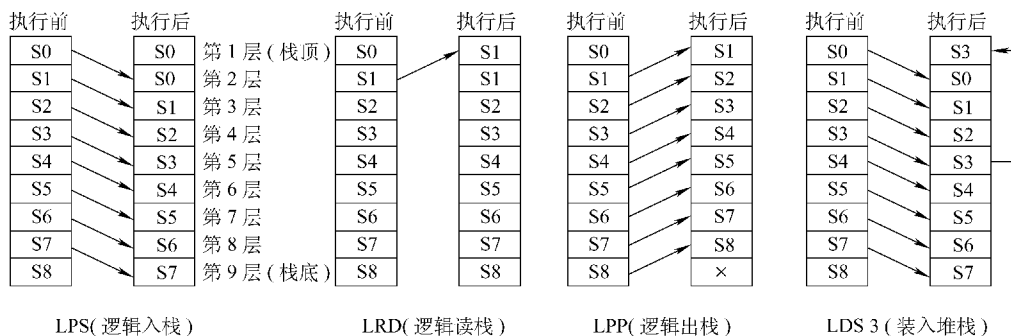 执行前 执行后 执行前 执行后 执行前 执行后 执行前 执行后
S0 S0 第1层(栈顶) S0 S1 S0 S1 S0 S3
S1 S0 第2层 S1 S1 S1 S2 S1 S0
S2 S1 第3层 S2 S2 S2 S3 S2 S1
S3 S2 第4层 S3 S3 S3 S4 S3 S2
S4 S3 第5层 S4 S4 S4 S5 S4 S3
S5 S4 第6层 S5 S5 S5 S6 S5 S4
S6 S5 第7层 S6 S6 S6 S7 S6 S5
S7 S6 第8层 S7 S7 S7 S8 S7 S6
S8 S7 第9层(栈底) S8 S8 S8 × S8 S7
LPS(逻辑入栈) LRD(逻辑读栈) LPP(逻辑出栈) LDS 3(装入堆栈)